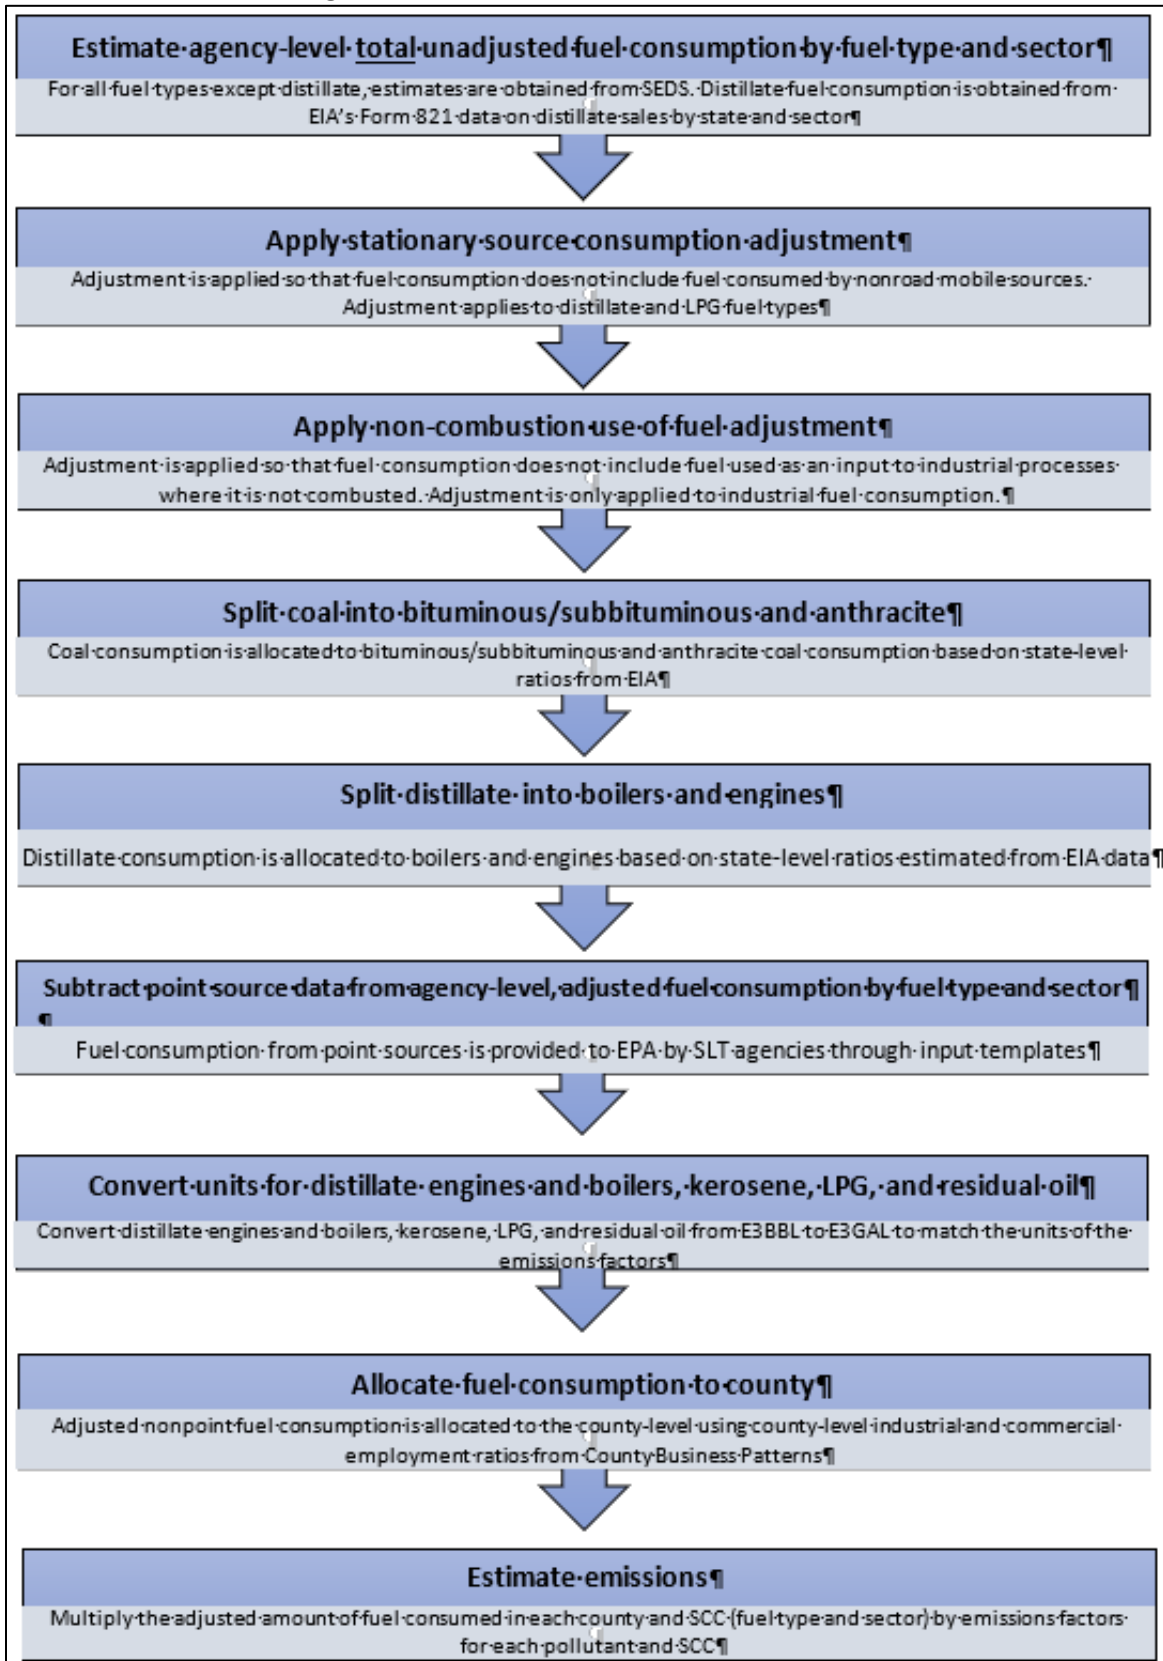 Estimate·agency-level·total·unadjusted·fuel·consumption·by·fuel·type·and·sector¶
For·all·fuel·types·except·distillate,·estimates·are·obtained·from·SEDS.·Distillate·fuel·consumption·is·obtained·from·
EIA's·Form·821·data·on·distillate·sales·by·state·and·sector¶
Apply·stationary·source·consumption·adjustment¶
Adjustment·is·applied·so·that·fuel·consumption·does·not·include·fuel·consumed·by·nonroad·mobile·sources.·
Adjustment·applies·to·distillate·and·LPG·fuel·types¶
Apply·non-combustion·use·of·fuel·adjustment¶
Adjustment·is·applied·so·that·fuel·consumption·does·not·include·fuel·used·as·an·input·to·industrial·processes·
where·it·is·not·combusted.·Adjustment·is·only·applied·to·industrial·fuel·consumption.¶
Split·coal·into·bituminous/subbituminous·and·anthracite¶
Coal·consumption·is·allocated·to·bituminous/subbituminous·and·anthracite·coal·consumption·based·on·state-level·
ratios·from·EIA¶
Split·distillate·into·boilers·and·engines¶
Distillate·consumption·is·allocated·to·boilers·and·engines·based·on·state-level·ratios·estimated·from·EIA·data¶
Subtract·point·source·data·from·agency-level,·adjusted·fuel·consumption·by·fuel·type·and·sector¶
¶
Fuel·consumption·from·point·sources·is·provided·to·EPA·by·SLT·agencies·through·input·templates¶
Convert·units·for·distillate·engines·and·boilers,·kerosene,·LPG,·and·residual·oil¶
Convert·distillate·engines·and·boilers,·kerosene,·LPG,·and·residual·oil·from·E3BBL·to·E3GAL·to·match·the·units·of·the·
emissions·factors¶
Allocate·fuel·consumption·to·county¶
Adjusted·nonpoint·fuel·consumption·is·allocated·to·the·county-level·using·county-level·industrial·and·commercial·
employment·ratios·from·County·Business·Patterns¶
Estimate·emissions¶
Multiply·the·adjusted·amount·of·fuel·consumed·in·each·county·and·SCC·(fuel·type·and·sector)·by·emissions·factors·
for·each·pollutant·and·SCC¶